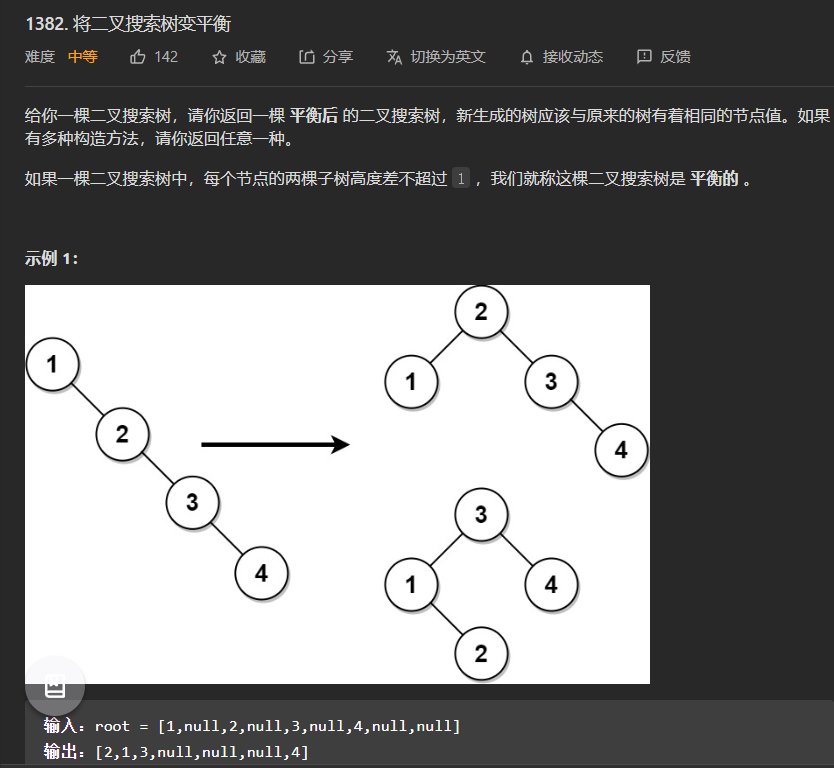 1382. 将二叉搜索树变平衡
难度 中等 142 收藏 分享 切换为英文 接收动态 反馈
给你一棵二叉搜索树，请你返回一棵 平衡后 的二叉搜索树，新生成的树应该与原来的树有着相同的节点值。如果
有多种构造方法，请你返回任意一种。
如果一棵二叉搜索树中，每个节点的两棵子树高度差不超过 1 ，我们就称这棵二叉搜索树是 平衡的 。
示例 1：
1
2
3
4
2
1
3
4
3
1
4
2
输入：root = [1,null,2,null,3,null,4,null,null]
输出：[2,1,3,null,null,null,4]